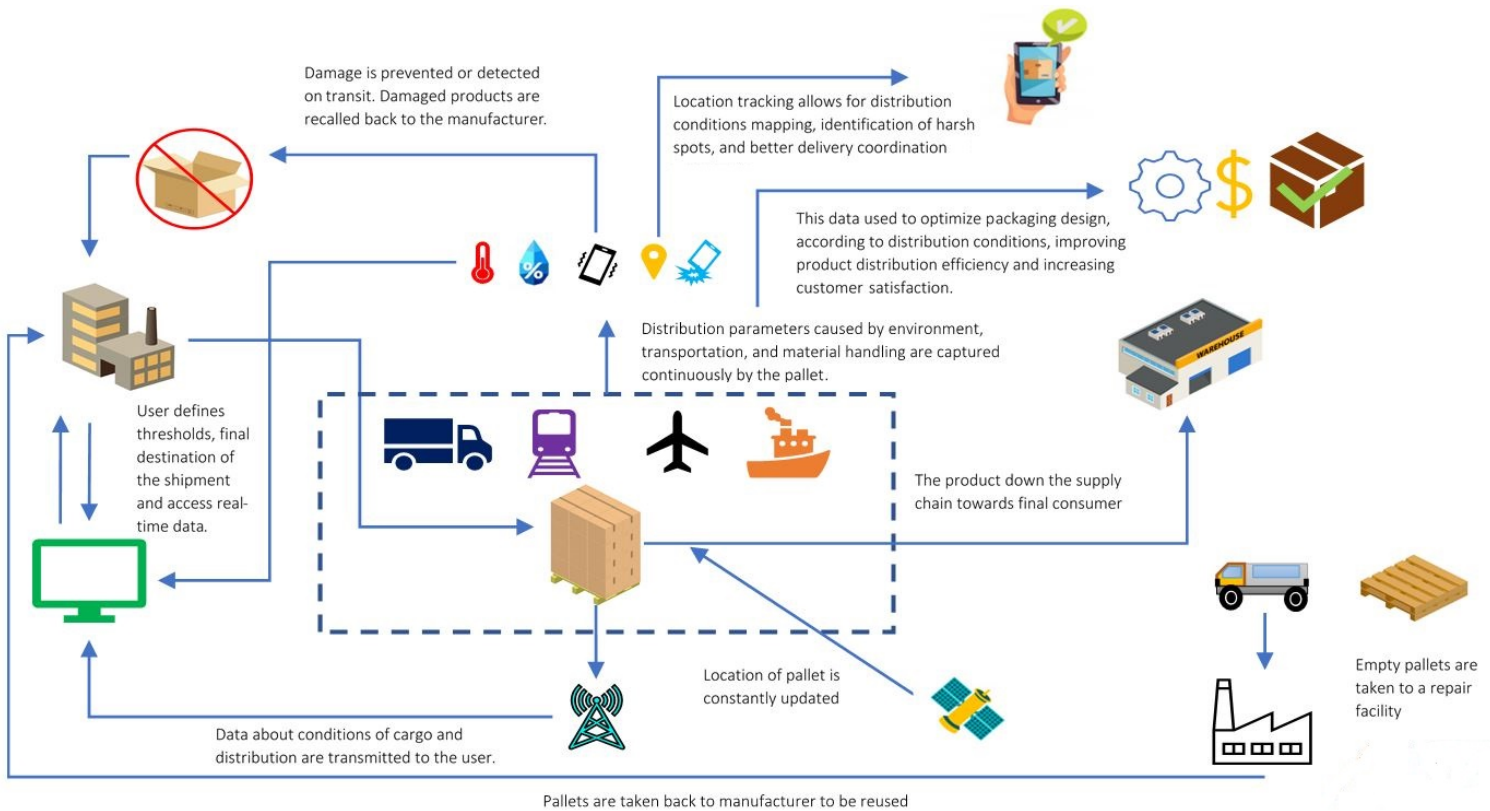 Damage is prevented or detected
on transit. Damaged products are
recalled back to the manufacturer.
Location tracking allows for distribution
conditions mapping, identification of harsh
spots, and better delivery coordination
This data used to optimize packaging design,
according to distribution conditions, improving
product distribution efficiency and increasing
customer satisfaction.
%
Distribution parameters caused by environment,
transportation, and material handling are captured
continuously by the pallet.
WAREHOUSE
User defines
thresholds, final
destination of
the shipment
and access real-
time data.
The product down the supply
chain towards final consumer
Location of pallet is
constantly updated
Empty pallets are
taken to a repair
facility
Data about conditions of cargo and
distribution are transmitted to the user.
Pallets are taken back to manufacturer to be reused